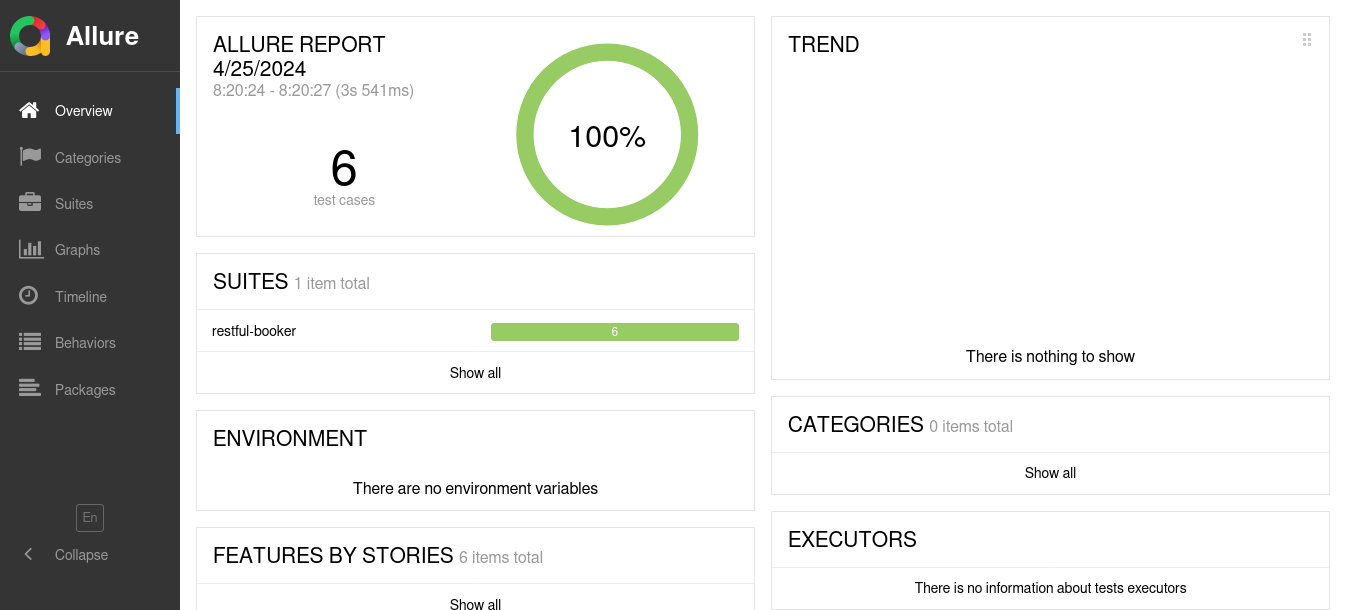 Allure
Overview
Categories
Suites
Graphs
Timeline
Behaviors
Packages
En
Collapse
ALLURE REPORT
4/25/2024
8:20:24 - 8:20:27 (3s 541ms)
6
test cases
100%
SUITES 1 item total
restful-booker 6
Show all
ENVIRONMENT
There are no environment variables
FEATURES BY STORIES 6 items total
Show all
TREND
There is nothing to show
CATEGORIES 0 items total
Show all
EXECUTORS
There is no information about tests executors